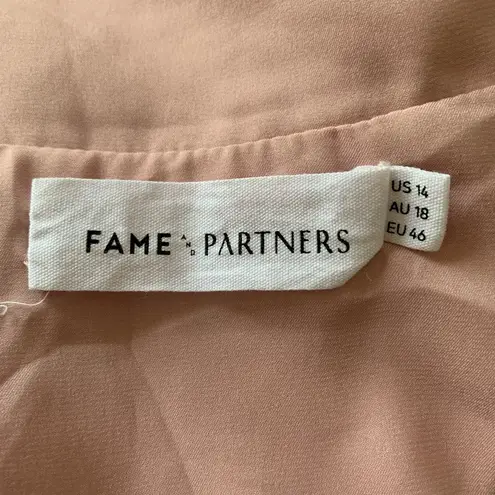 FAME AND PARTNERS
US 14
AU 18
EU 46